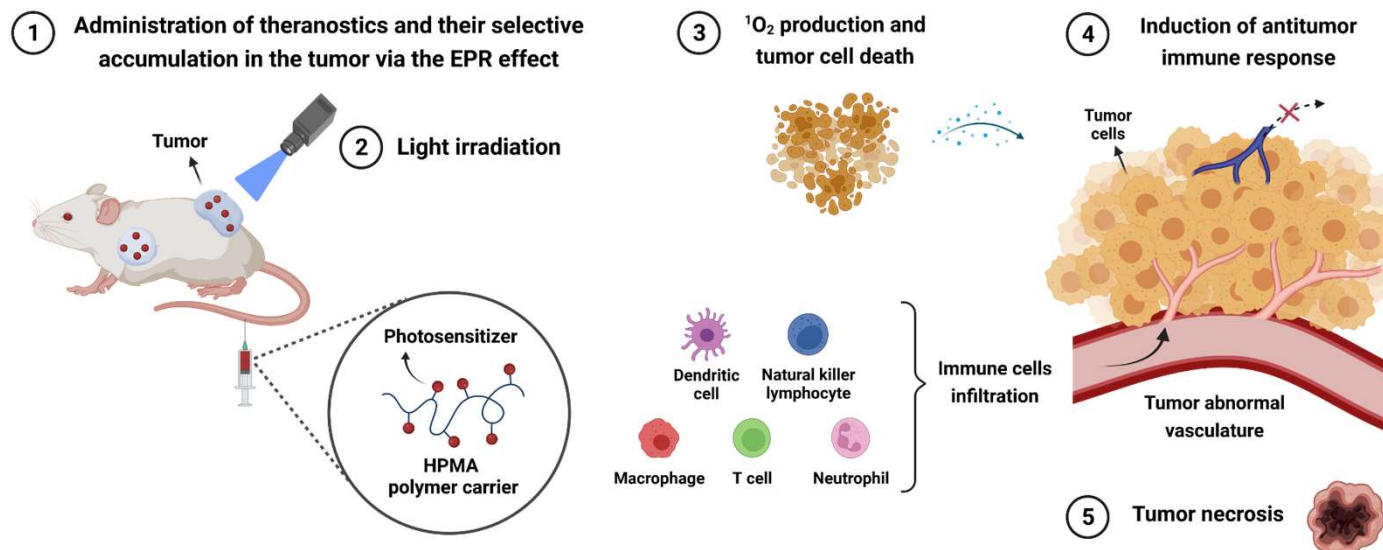 1
Administration of theranostics and their selective
accumulation in the tumor via the EPR effect
Tumor
2
Light irradiation
Photosensitizer
HPMA
polymer carrier
3
¹O₂ production and
tumor cell death
Dendritic
cell
Natural killer
lymphocyte
Macrophage
T cell
Neutrophil
Immune cells
infiltration
4
Induction of antitumor
immune response
Tumor
cells
Tumor abnormal
vasculature
5
Tumor necrosis